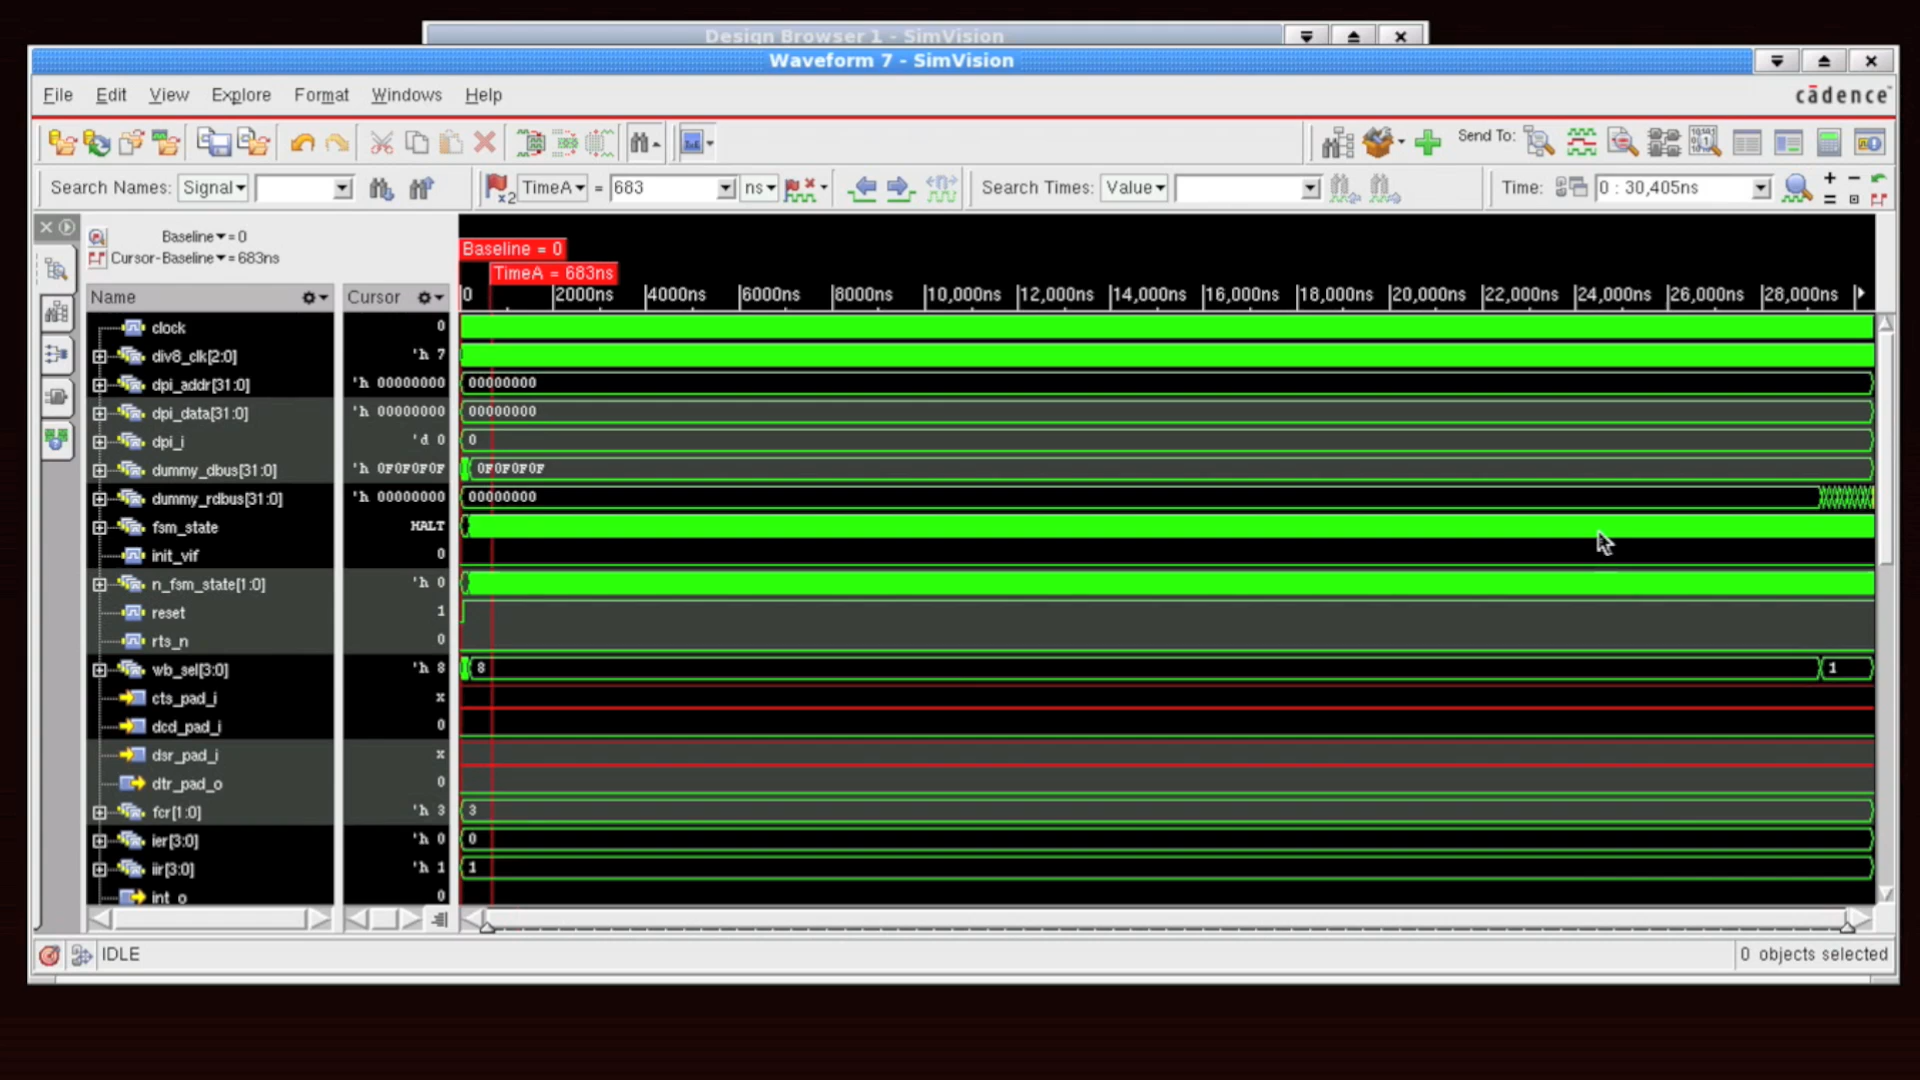 Design Browser 1 - SimVision
Waveform 7 - SimVision
File Edit View Explore Format Windows Help
cādence
Send To:
Search Names: Signal
x2 TimeA = 683 ns
Search Times: Value
Time: 0 : 30,405ns
Baseline = 0
Cursor-Baseline = 683ns
Baseline = 0
TimeA = 683ns
Name Cursor
0 2000ns 4000ns 6000ns 8000ns 10,000ns 12,000ns 14,000ns 16,000ns 18,000ns 20,000ns 22,000ns 24,000ns 26,000ns 28,000ns
clock 0
div8_clk[2:0] 'h 7
dpi_addr[31:0] 'h 00000000 00000000
dpi_data[31:0] 'h 00000000 00000000
dpi_i 'd 0 0
dummy_dbus[31:0] 'h 0F0F0F0F 0F0F0F0F
dummy_rdbus[31:0] 'h 00000000 00000000
fsm_state HALT
init_vif 0
n_fsm_state[1:0] 'h 0
reset 1
rts_n 0
wb_sel[3:0] 'h 8 8 1
cts_pad_i x
dcd_pad_i 0
dsr_pad_i x
dtr_pad_o 0
fcr[1:0] 'h 3 3
ier[3:0] 'h 0 0
iir[3:0] 'h 1 1
int_o 0
IDLE
0 objects selected